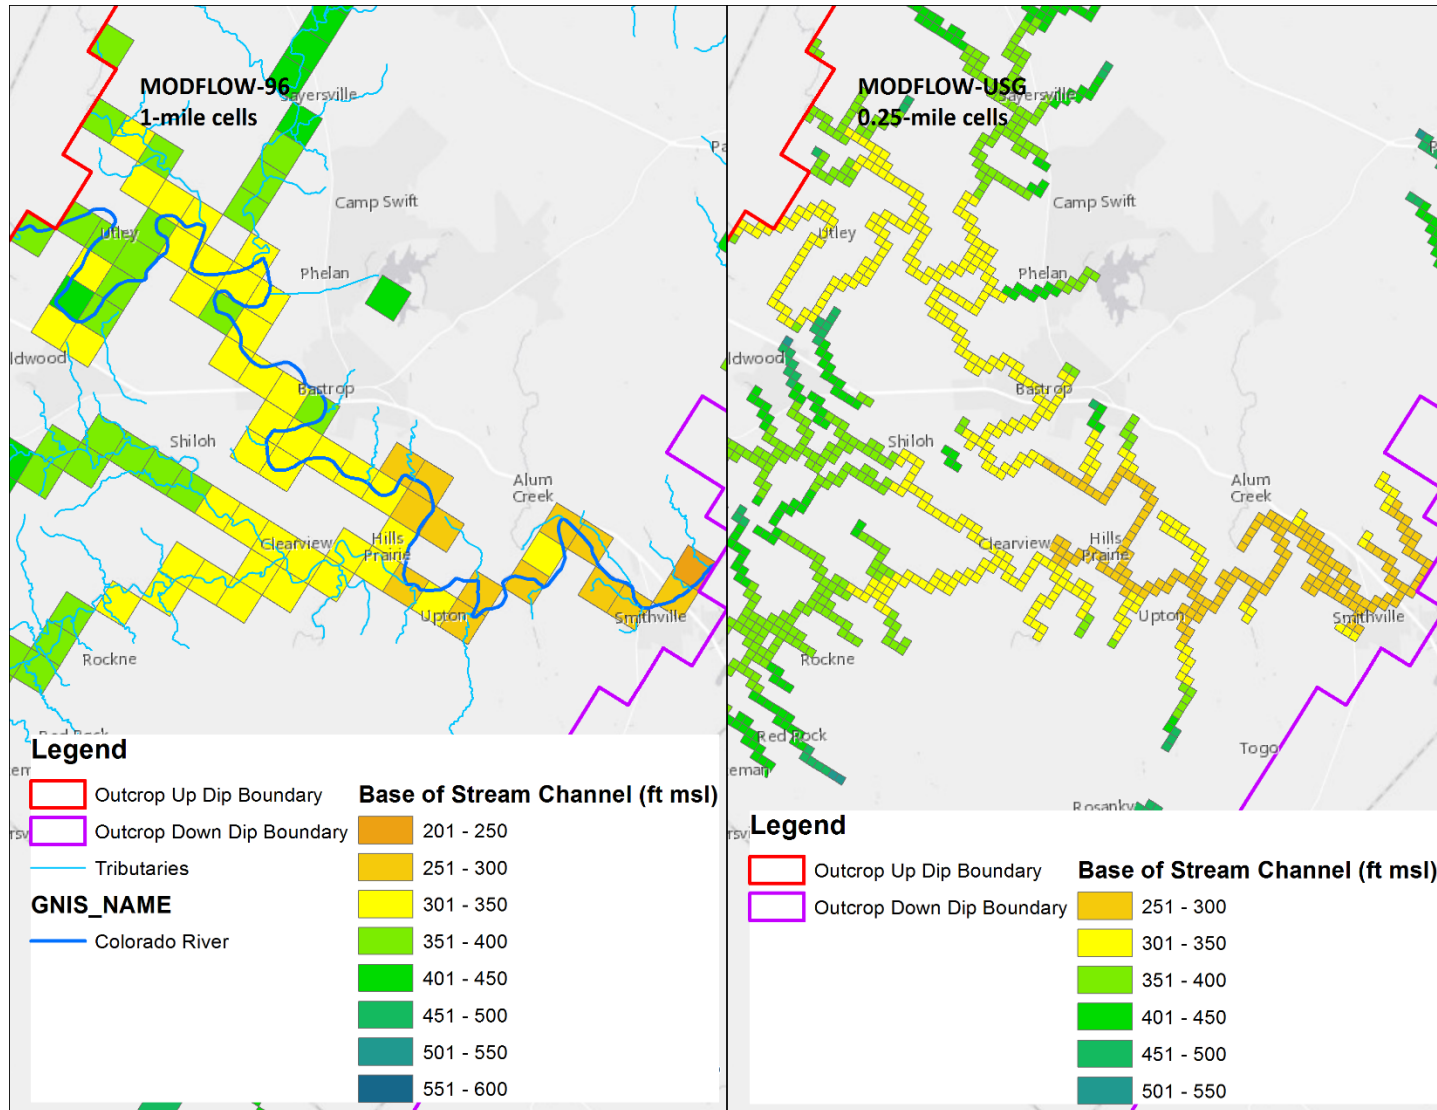 MODFLOW-96
1-mile cells
Sayersville
Camp Swift
Utley
Phelan
ldwood
Bastrop
Shiloh
Alum
Creek
Clearview
Hills
Prairie
Upton
Smithville
Rockne
Red Rock
Legend
Outcrop Up Dip Boundary
Outcrop Down Dip Boundary
Tributaries
GNIS_NAME
Colorado River
Base of Stream Channel (ft msl)
201 - 250
251 - 300
301 - 350
351 - 400
401 - 450
451 - 500
501 - 550
551 - 600
MODFLOW-USG
0.25-mile cells
Sayersville
Camp Swift
Utley
Phelan
ldwood
Bastrop
Shiloh
Alum
Creek
Clearview
Hills
Prairie
Upton
Smithville
Rockne
Red Rock
eman
Togo
Rosanky
Legend
Outcrop Up Dip Boundary
Outcrop Down Dip Boundary
Base of Stream Channel (ft msl)
251 - 300
301 - 350
351 - 400
401 - 450
451 - 500
501 - 550